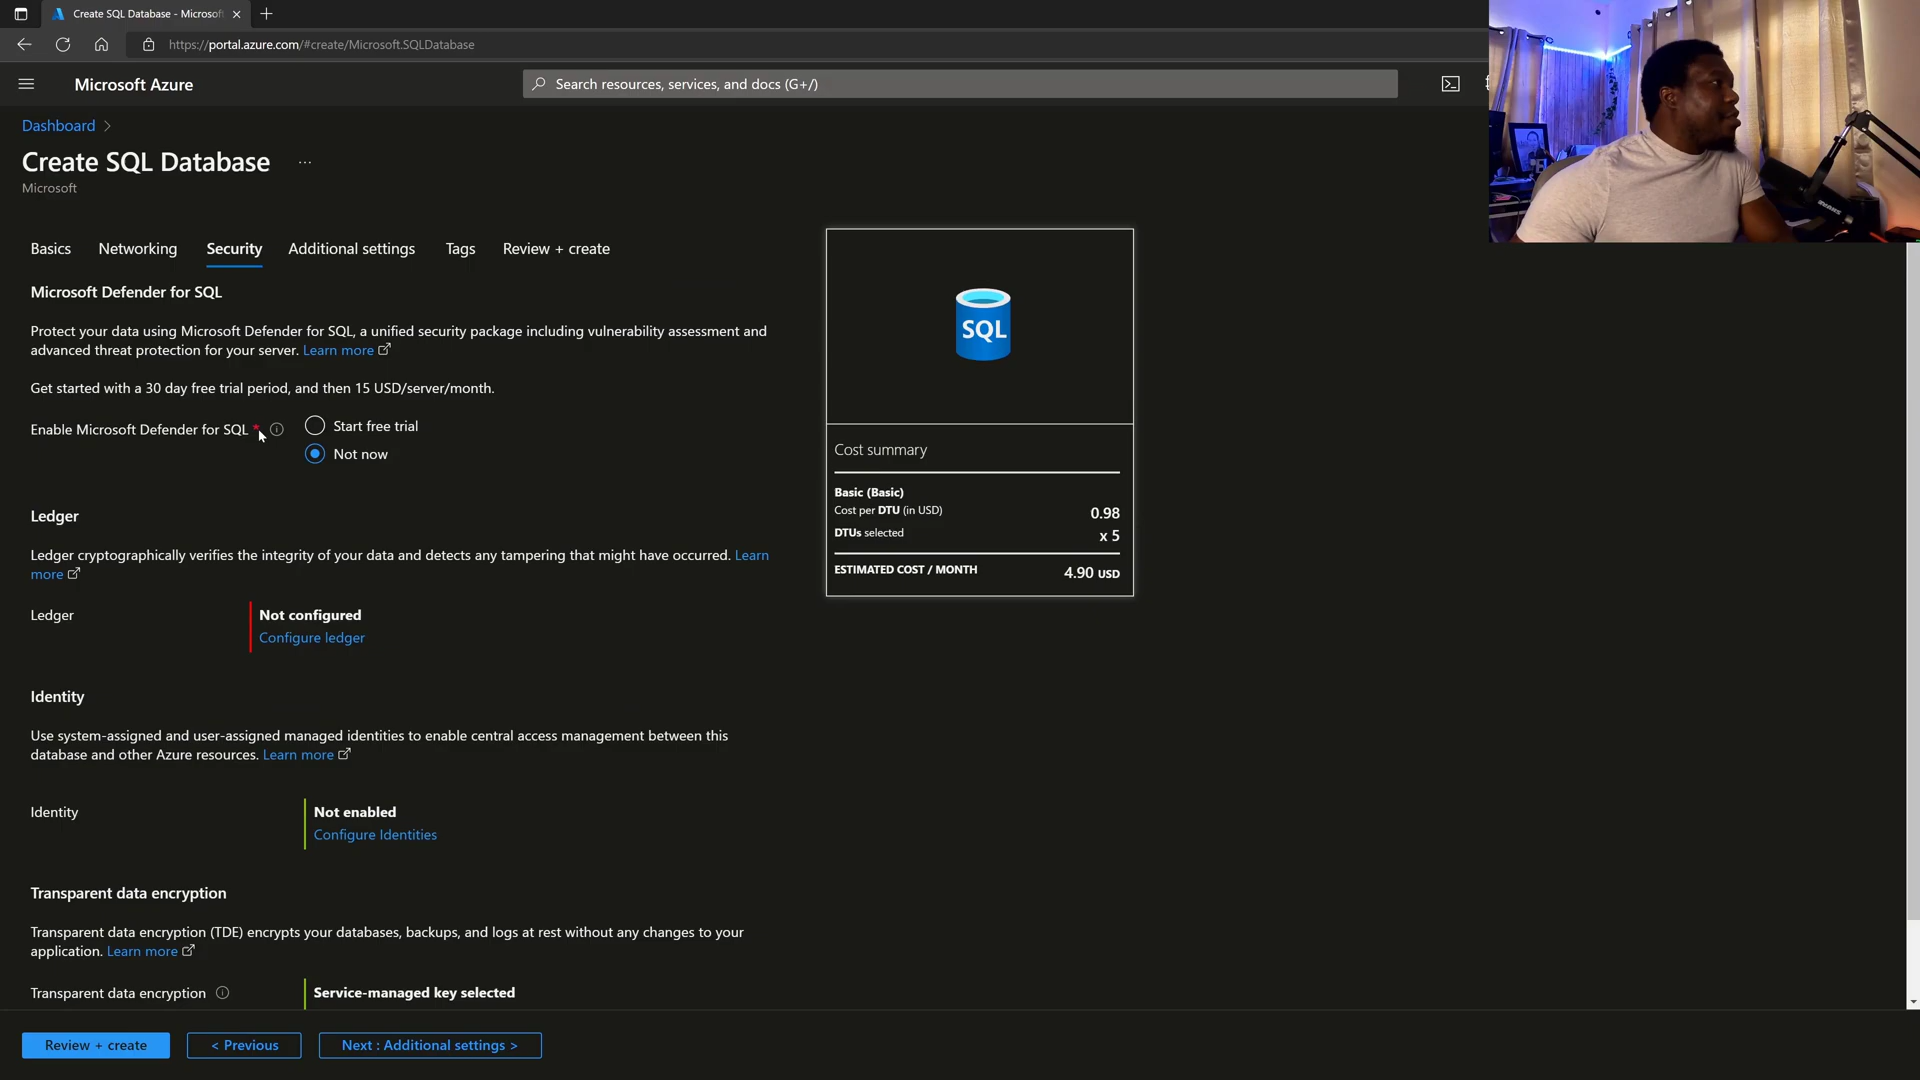 Create SQL Database - Microsoft
https://portal.azure.com/#create/Microsoft.SQLDatabase
Microsoft Azure
Search resources, services, and docs (G+/)
Dashboard
Create SQL Database ...
Microsoft
Basics Networking Security Additional settings Tags Review + create
Microsoft Defender for SQL
Protect your data using Microsoft Defender for SQL, a unified security package including vulnerability assessment and
advanced threat protection for your server. Learn more
Get started with a 30 day free trial period, and then 15 USD/server/month.
Enable Microsoft Defender for SQL *
Start free trial
Not now
Ledger
Ledger cryptographically verifies the integrity of your data and detects any tampering that might have occurred. Learn
more
Ledger
Not configured
Configure ledger
Identity
Use system-assigned and user-assigned managed identities to enable central access management between this
database and other Azure resources. Learn more
Identity
Not enabled
Configure Identities
Transparent data encryption
Transparent data encryption (TDE) encrypts your databases, backups, and logs at rest without any changes to your
application. Learn more
Transparent data encryption
Service-managed key selected
SQL
Cost summary
Basic (Basic)
Cost per DTU (in USD) 0.98
DTUs selected x 5
ESTIMATED COST / MONTH 4.90 USD
Review + create
< Previous
Next : Additional settings >